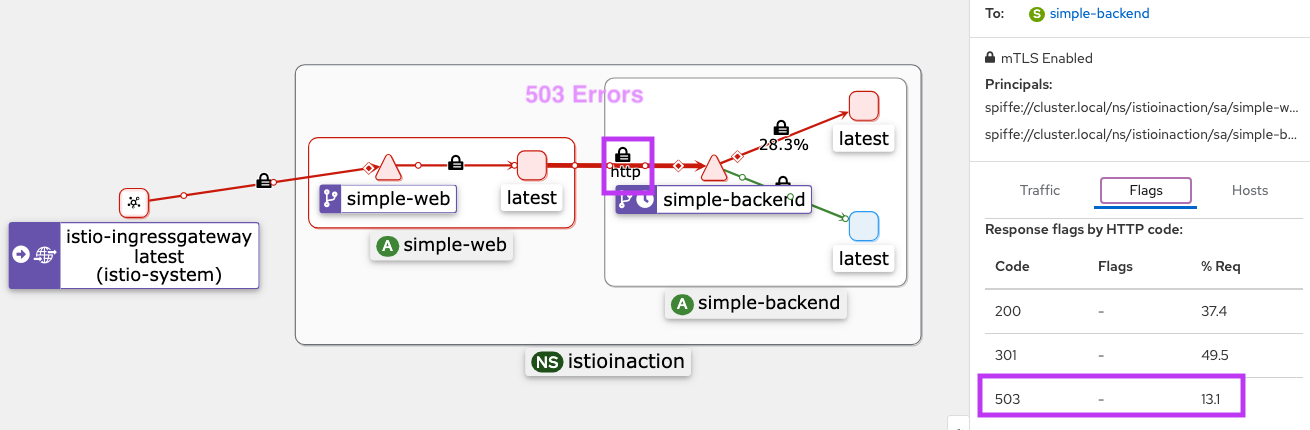 503 Errors
http
28.3%
latest
latest
simple-web
latest
simple-backend
A simple-web
A simple-backend
NS istioinaction
istio-ingressgateway
latest
(istio-system)
To: S simple-backend
mTLS Enabled
Principals:
spiffe://cluster.local/ns/istioinaction/sa/simple-w...
spiffe://cluster.local/ns/istioinaction/sa/simple-b...
Traffic Flags Hosts
Response flags by HTTP code:
Code Flags % Req
200 - 37.4
301 - 49.5
503 - 13.1